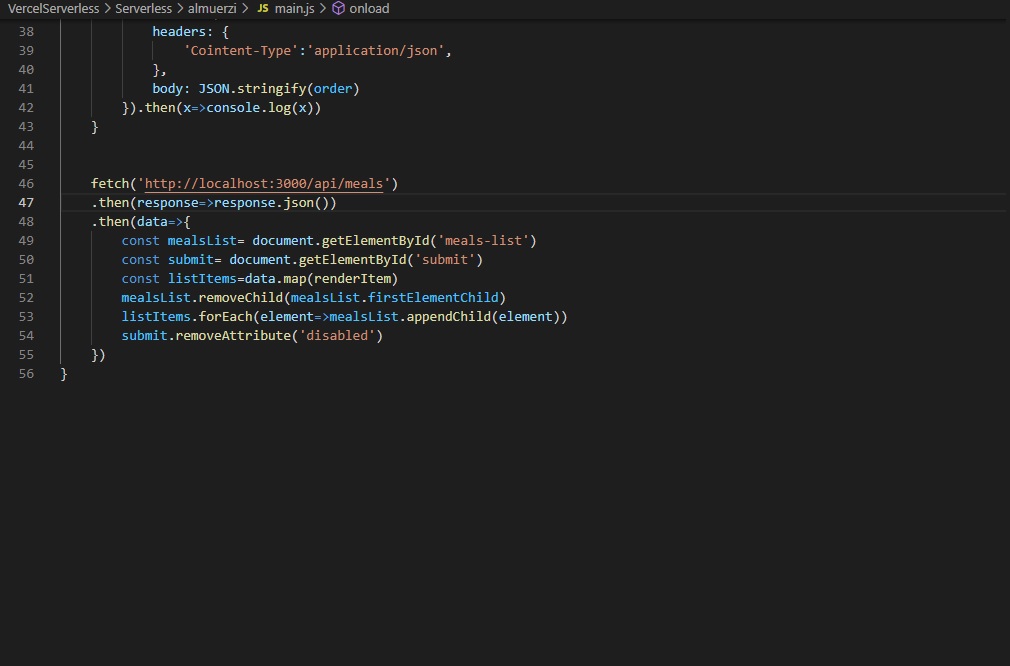 VercelServerless > Serverless > almuerzi > JS main.js > onload
38 headers: {
39 'Cointent-Type':'application/json',
40 },
41 body: JSON.stringify(order)
42 }).then(x=>console.log(x))
43 }
44
45
46 fetch('http://localhost:3000/api/meals')
47 .then(response=>response.json())
48 .then(data=>{
49 const mealsList= document.getElementById('meals-list')
50 const submit= document.getElementById('submit')
51 const listItems=data.map(renderItem)
52 mealsList.removeChild(mealsList.firstElementChild)
53 listItems.forEach(element=>mealsList.appendChild(element))
54 submit.removeAttribute('disabled')
55 })
56 }